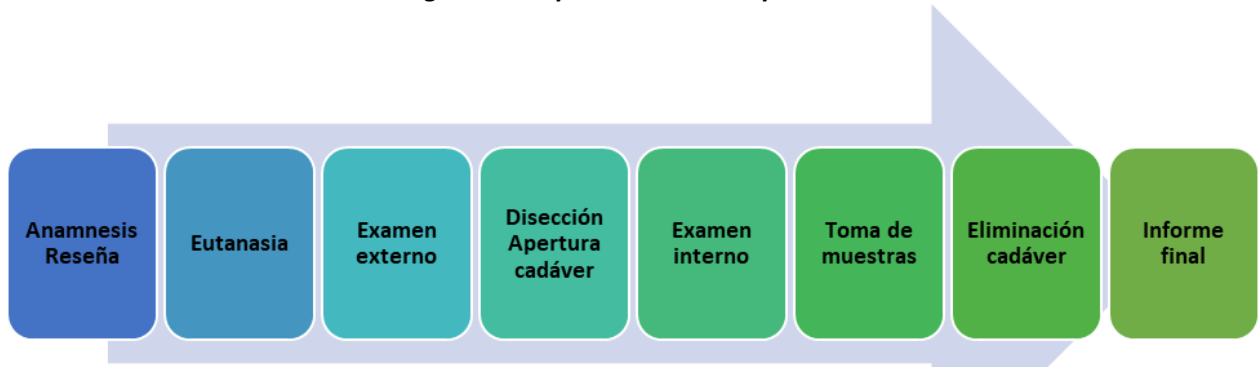 Anamnesis
Reseña
Eutanasia
Examen
externo
Disección
Apertura
cadáver
Examen
interno
Toma de
muestras
Eliminación
cadáver
Informe
final